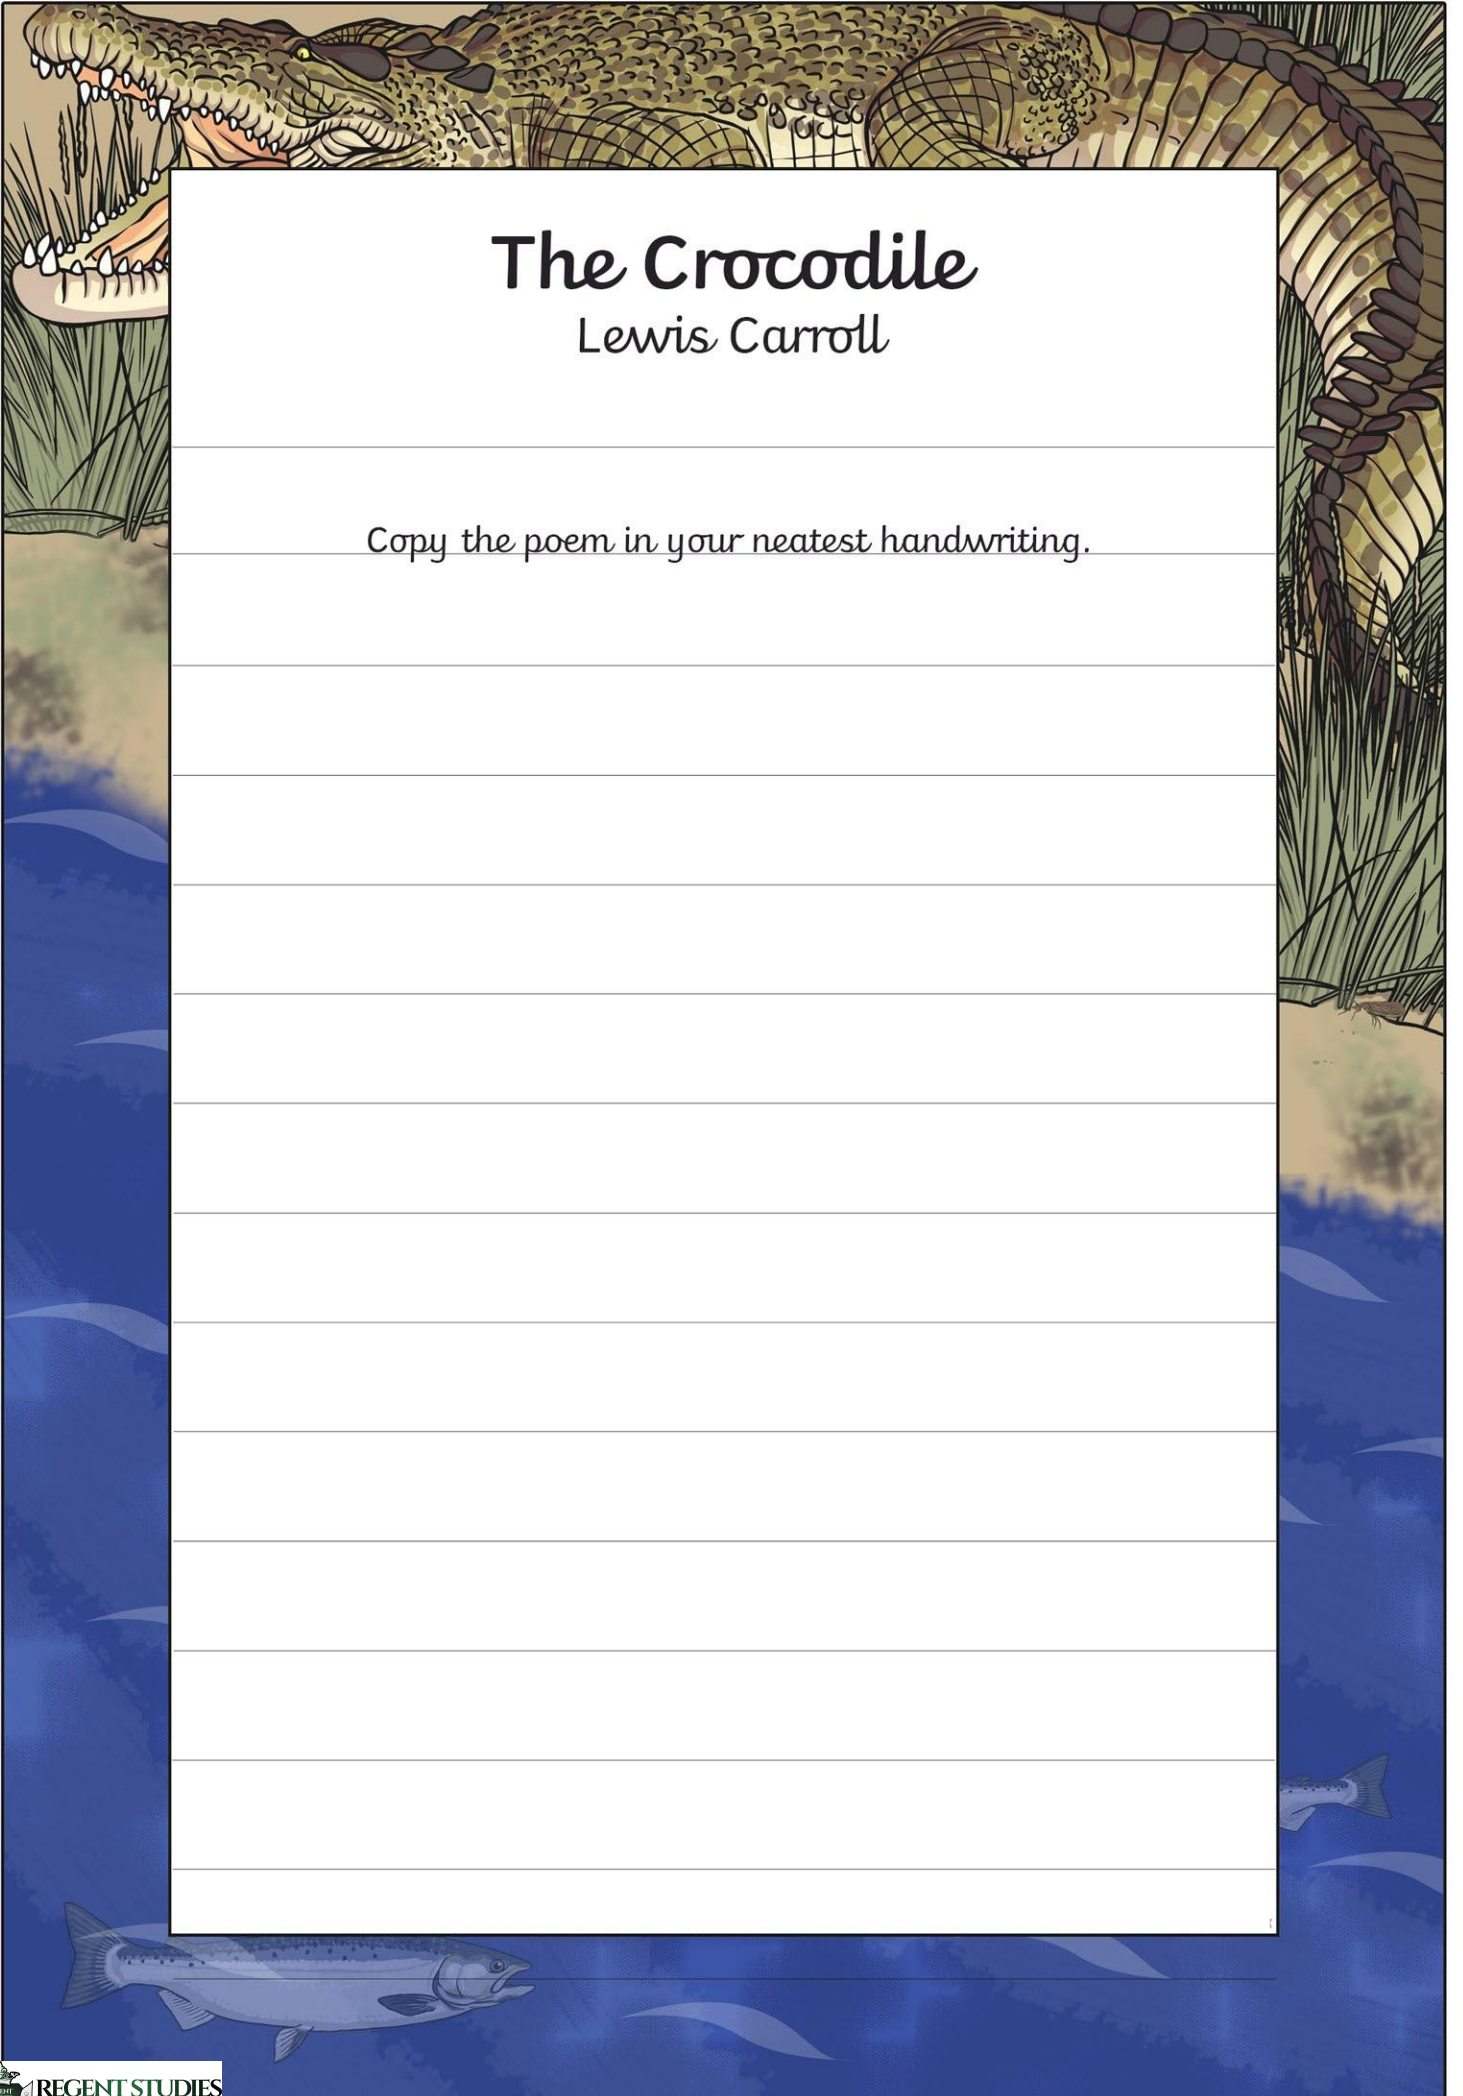 The Crocodile
Lewis Carroll
Copy the poem in your neatest handwriting.
REGENT STUDIES